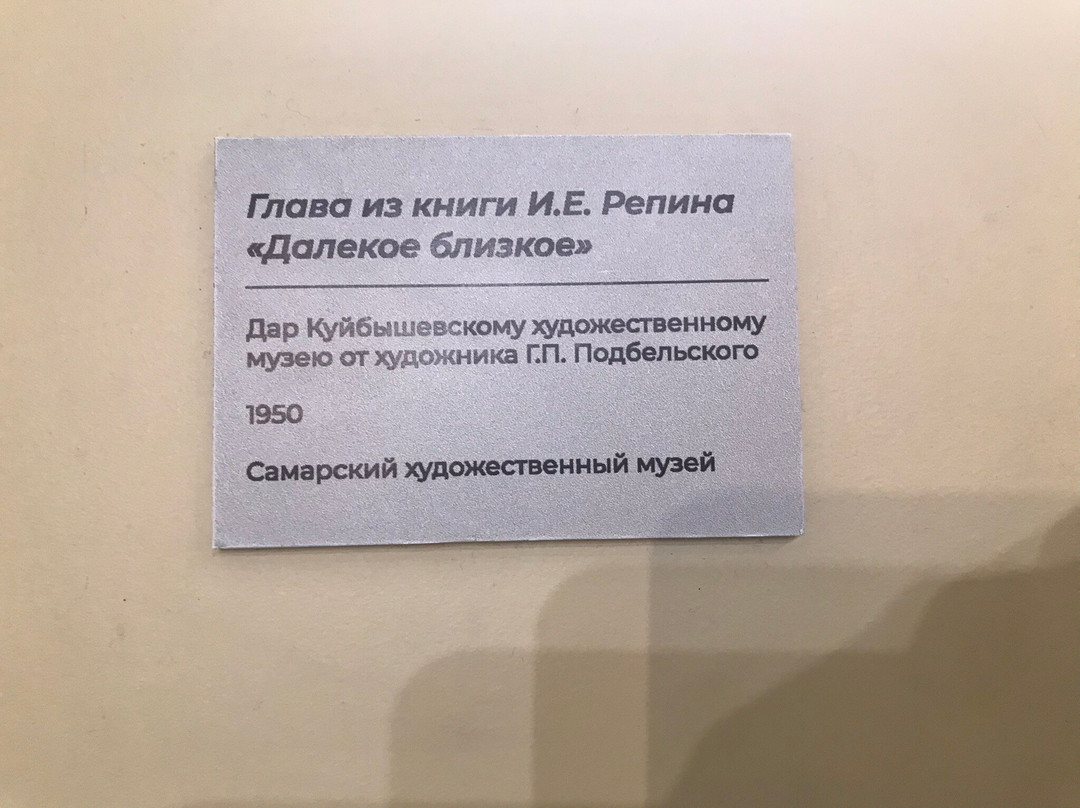 Глава из книги И.Е. Репина
«Далекое близкое»
Дар Куйбышевскому художественному
музею от художника Г.П. Подбельского
1950
Самарский художественный музей